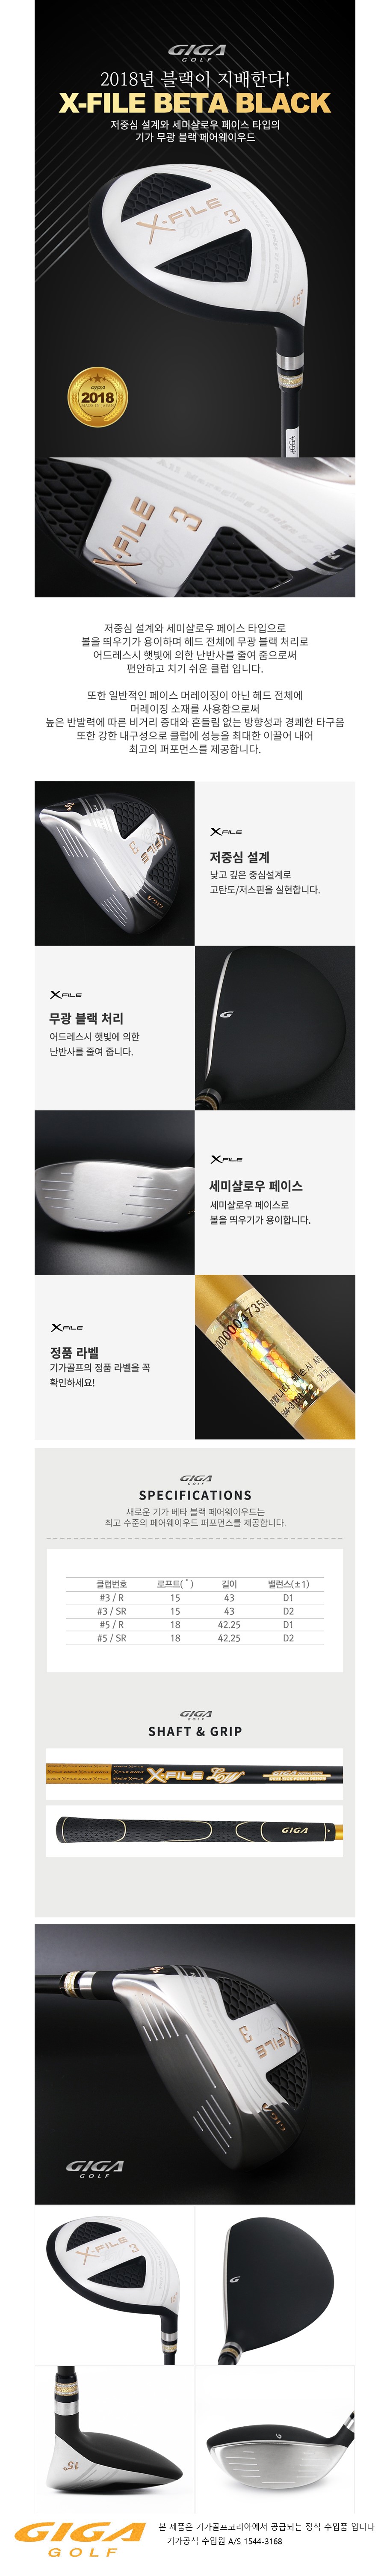 GIGA
GOLF
2018년 블랙이 지배한다!
X-FILE BETA BLACK
저중심 설계와 세미샬로우 페이스 타입의
기가 무광 블랙 페어웨이우드
X-FILE 3
GIGA
2018
X-FILE 3
저중심 설계와 세미샬로우 페이스 타입으로
볼을 띄우기가 용이하며 헤드 전체에 무광 블랙 처리로
어드레스시 햇빛에 의한 난반사를 줄여 줌으로써
편안하고 치기 쉬운 클럽 입니다.
또한 일반적인 페이스 머레이징이 아닌 헤드 전체에
머레이징 소재를 사용함으로써
높은 반발력에 따른 비거리 증대와 흔들림 없는 방향성과 경쾌한 타구음
또한 강한 내구성으로 클럽에 성능을 최대한 이끌어 내어
최고의 퍼포먼스를 제공합니다.
X-FILE
저중심 설계
낮고 깊은 중심설계로
고탄도/저스핀을 실현합니다.
X-FILE
무광 블랙 처리
어드레스시 햇빛에 의한
난반사를 줄여 줍니다.
G
X-FILE
세미샬로우 페이스
세미샬로우 페이스로
볼을 띄우기가 용이합니다.
X-FILE
정품 라벨
기가골프의 정품 라벨을 꼭
확인하세요!
GIGA
GOLF
SPECIFICATIONS
새로운 기가 베타 블랙 페어웨이우드는
최고 수준의 페어웨이우드 퍼포먼스를 제공합니다.
클럽번호 로프트(˚) 길이 밸런스(±1)
#3 / R 15 43 D1
#3 / SR 15 43 D2
#5 / R 18 42.25 D1
#5 / SR 18 42.25 D2
GIGA
GOLF
SHAFT & GRIP
X-FILE Loyy GIGA
GIGA
X-FILE 3
GIGA
GIGA
GOLF
X-FILE 3
G
15°
GIGA
GOLF
본 제품은 기가골프코리아에서 공급되는 정식 수입품 입니다
기가공식 수입원 A/S 1544-3168